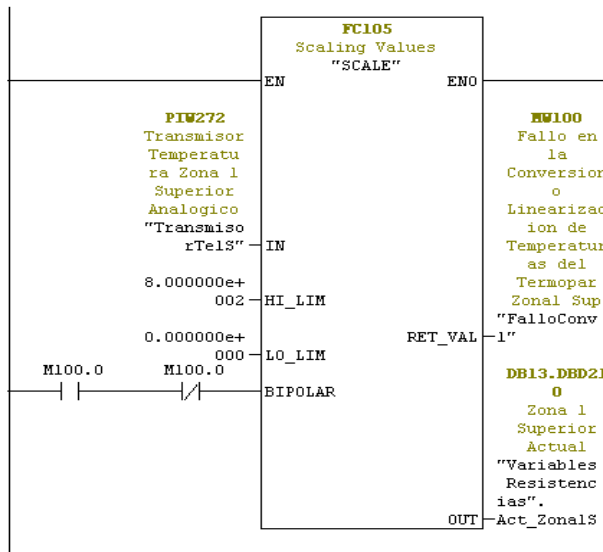 FC105
Scaling Values
"SCALE"
EN
ENO
PIW272
Transmisor
Temperatu
ra Zona 1
Superior
Analogico
"Transmiso
rTe1S"
IN
8.000000e+
002
HI_LIM
0.000000e+
000
LO_LIM
M100.0
M100.0
BIPOLAR
MW100
Fallo en
la
Conversion
o
Linearizac
ion de
Temperatur
as del
Termopar
Zona1 Sup
"FalloConv
1"
RET_VAL
DB13.DBD21
0
Zona 1
Superior
Actual
"Variables
Resistenc
ias".
Act_Zona1S
OUT